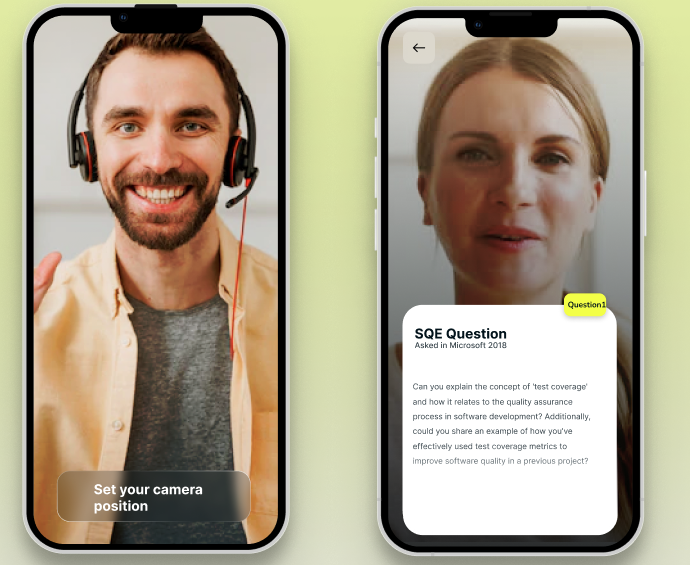 Set your camera
position
Question1
SQE Question
Asked in Microsoft 2018
Can you explain the concept of 'test coverage'
and how it relates to the quality assurance
process in software development? Additionally,
could you share an example of how you've
effectively used test coverage metrics to
improve software quality in a previous project?